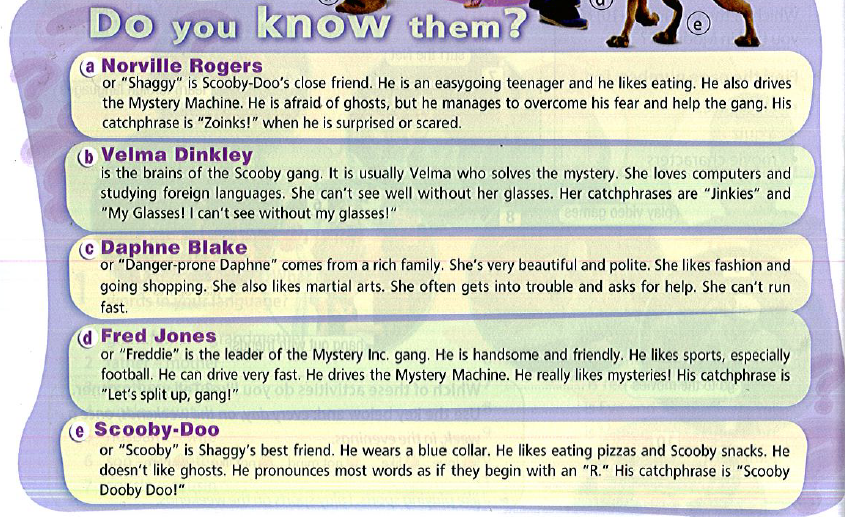 Do you know them?
d
e
a Norville Rogers
or "Shaggy" is Scooby-Doo's close friend. He is an easygoing teenager and he likes eating. He also drives
the Mystery Machine. He is afraid of ghosts, but he manages to overcome his fear and help the gang. His
catchphrase is "Zoinks!" when he is surprised or scared.
b Velma Dinkley
is the brains of the Scooby gang. It is usually Velma who solves the mystery. She loves computers and
studying foreign languages. She can't see well without her glasses. Her catchphrases are "Jinkies" and
"My Glasses! I can't see without my glasses!"
c Daphne Blake
or "Danger-prone Daphne" comes from a rich family. She's very beautiful and polite. She likes fashion and
going shopping. She also likes martial arts. She often gets into trouble and asks for help. She can't run
fast.
d Fred Jones
or "Freddie" is the leader of the Mystery Inc. gang. He is handsome and friendly. He likes sports, especially
football. He can drive very fast. He drives the Mystery Machine. He really likes mysteries! His catchphrase is
"Let's split up, gang!"
e Scooby-Doo
or "Scooby" is Shaggy's best friend. He wears a blue collar. He likes eating pizzas and Scooby snacks. He
doesn't like ghosts. He pronounces most words as if they begin with an "R." His catchphrase is "Scooby
Dooby Doo!"